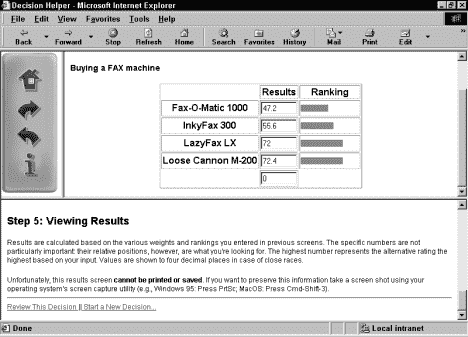 Decision Helper - Microsoft Internet Explorer
File Edit View Favorites Tools Help
Back Forward Stop Refresh Home Search Favorites History Mail Print Edit
Buying a FAX machine
Results Ranking
Fax-O-Matic 1000 47.2
InkyFax 300 55.6
LazyFax LX 72
Loose Cannon M-200 72.4
0
Step 5: Viewing Results
Results are calculated based on the various weights and rankings you entered in previous screens. The specific numbers are not
particularly important: their relative positions, however, are what you're looking for. The highest number represents the alternative rating the
highest based on your input. Values are shown to four decimal places in case of close races.
Unfortunately, this results screen cannot be printed or saved. If you want to preserve this information take a screen shot using your
operating system's screen capture utility (e.g., Windows 95: Press PrtSc; MacOS: Press Cmd-Shift-3).
Review This Decision || Start a New Decision...
Done Local intranet